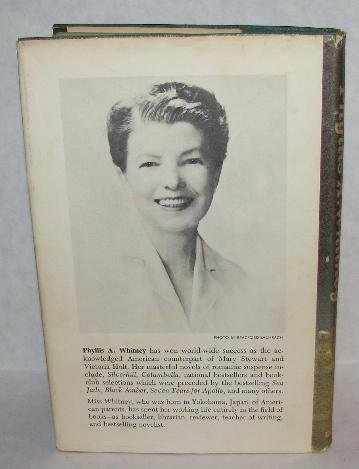 PHOTO BY BRADFORD BACHRACH
Phyllis A. Whitney has won world-wide success as the ac-
knowledged American counterpart of Mary Stewart and
Victoria Holt. Her masterful novels of romantic suspense in-
clude, Silverhill, Columbella, national bestsellers and book-
club selections which were preceded by the bestselling Sea
Jade, Black Amber, Seven Tears for Apollo, and many others.
Miss Whitney, who was born in Yokohama, Japan, of Ameri-
can parents, has spent her working life entirely in the field of
books—as bookseller, librarian, reviewer, teacher of writing,
and bestselling novelist.